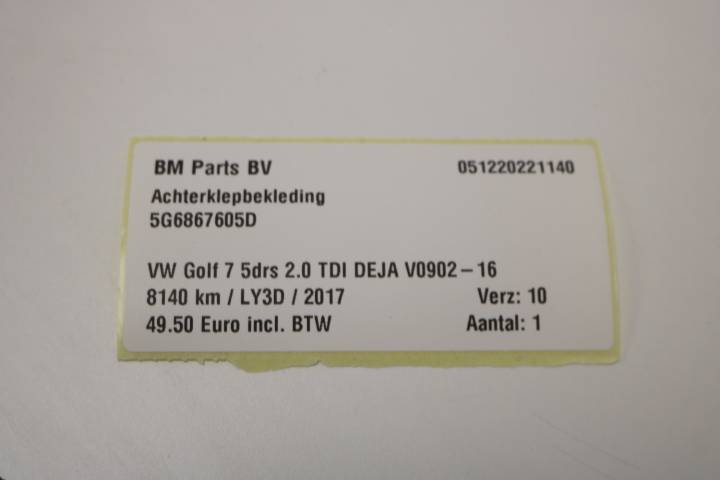 BM Parts BV 051220221140
Achterklepbekleding
5G6867605D
VW Golf 7 5drs 2.0 TDI DEJA V0902-16
8140 km / LY3D / 2017 Verz: 10
49.50 Euro incl. BTW Aantal: 1